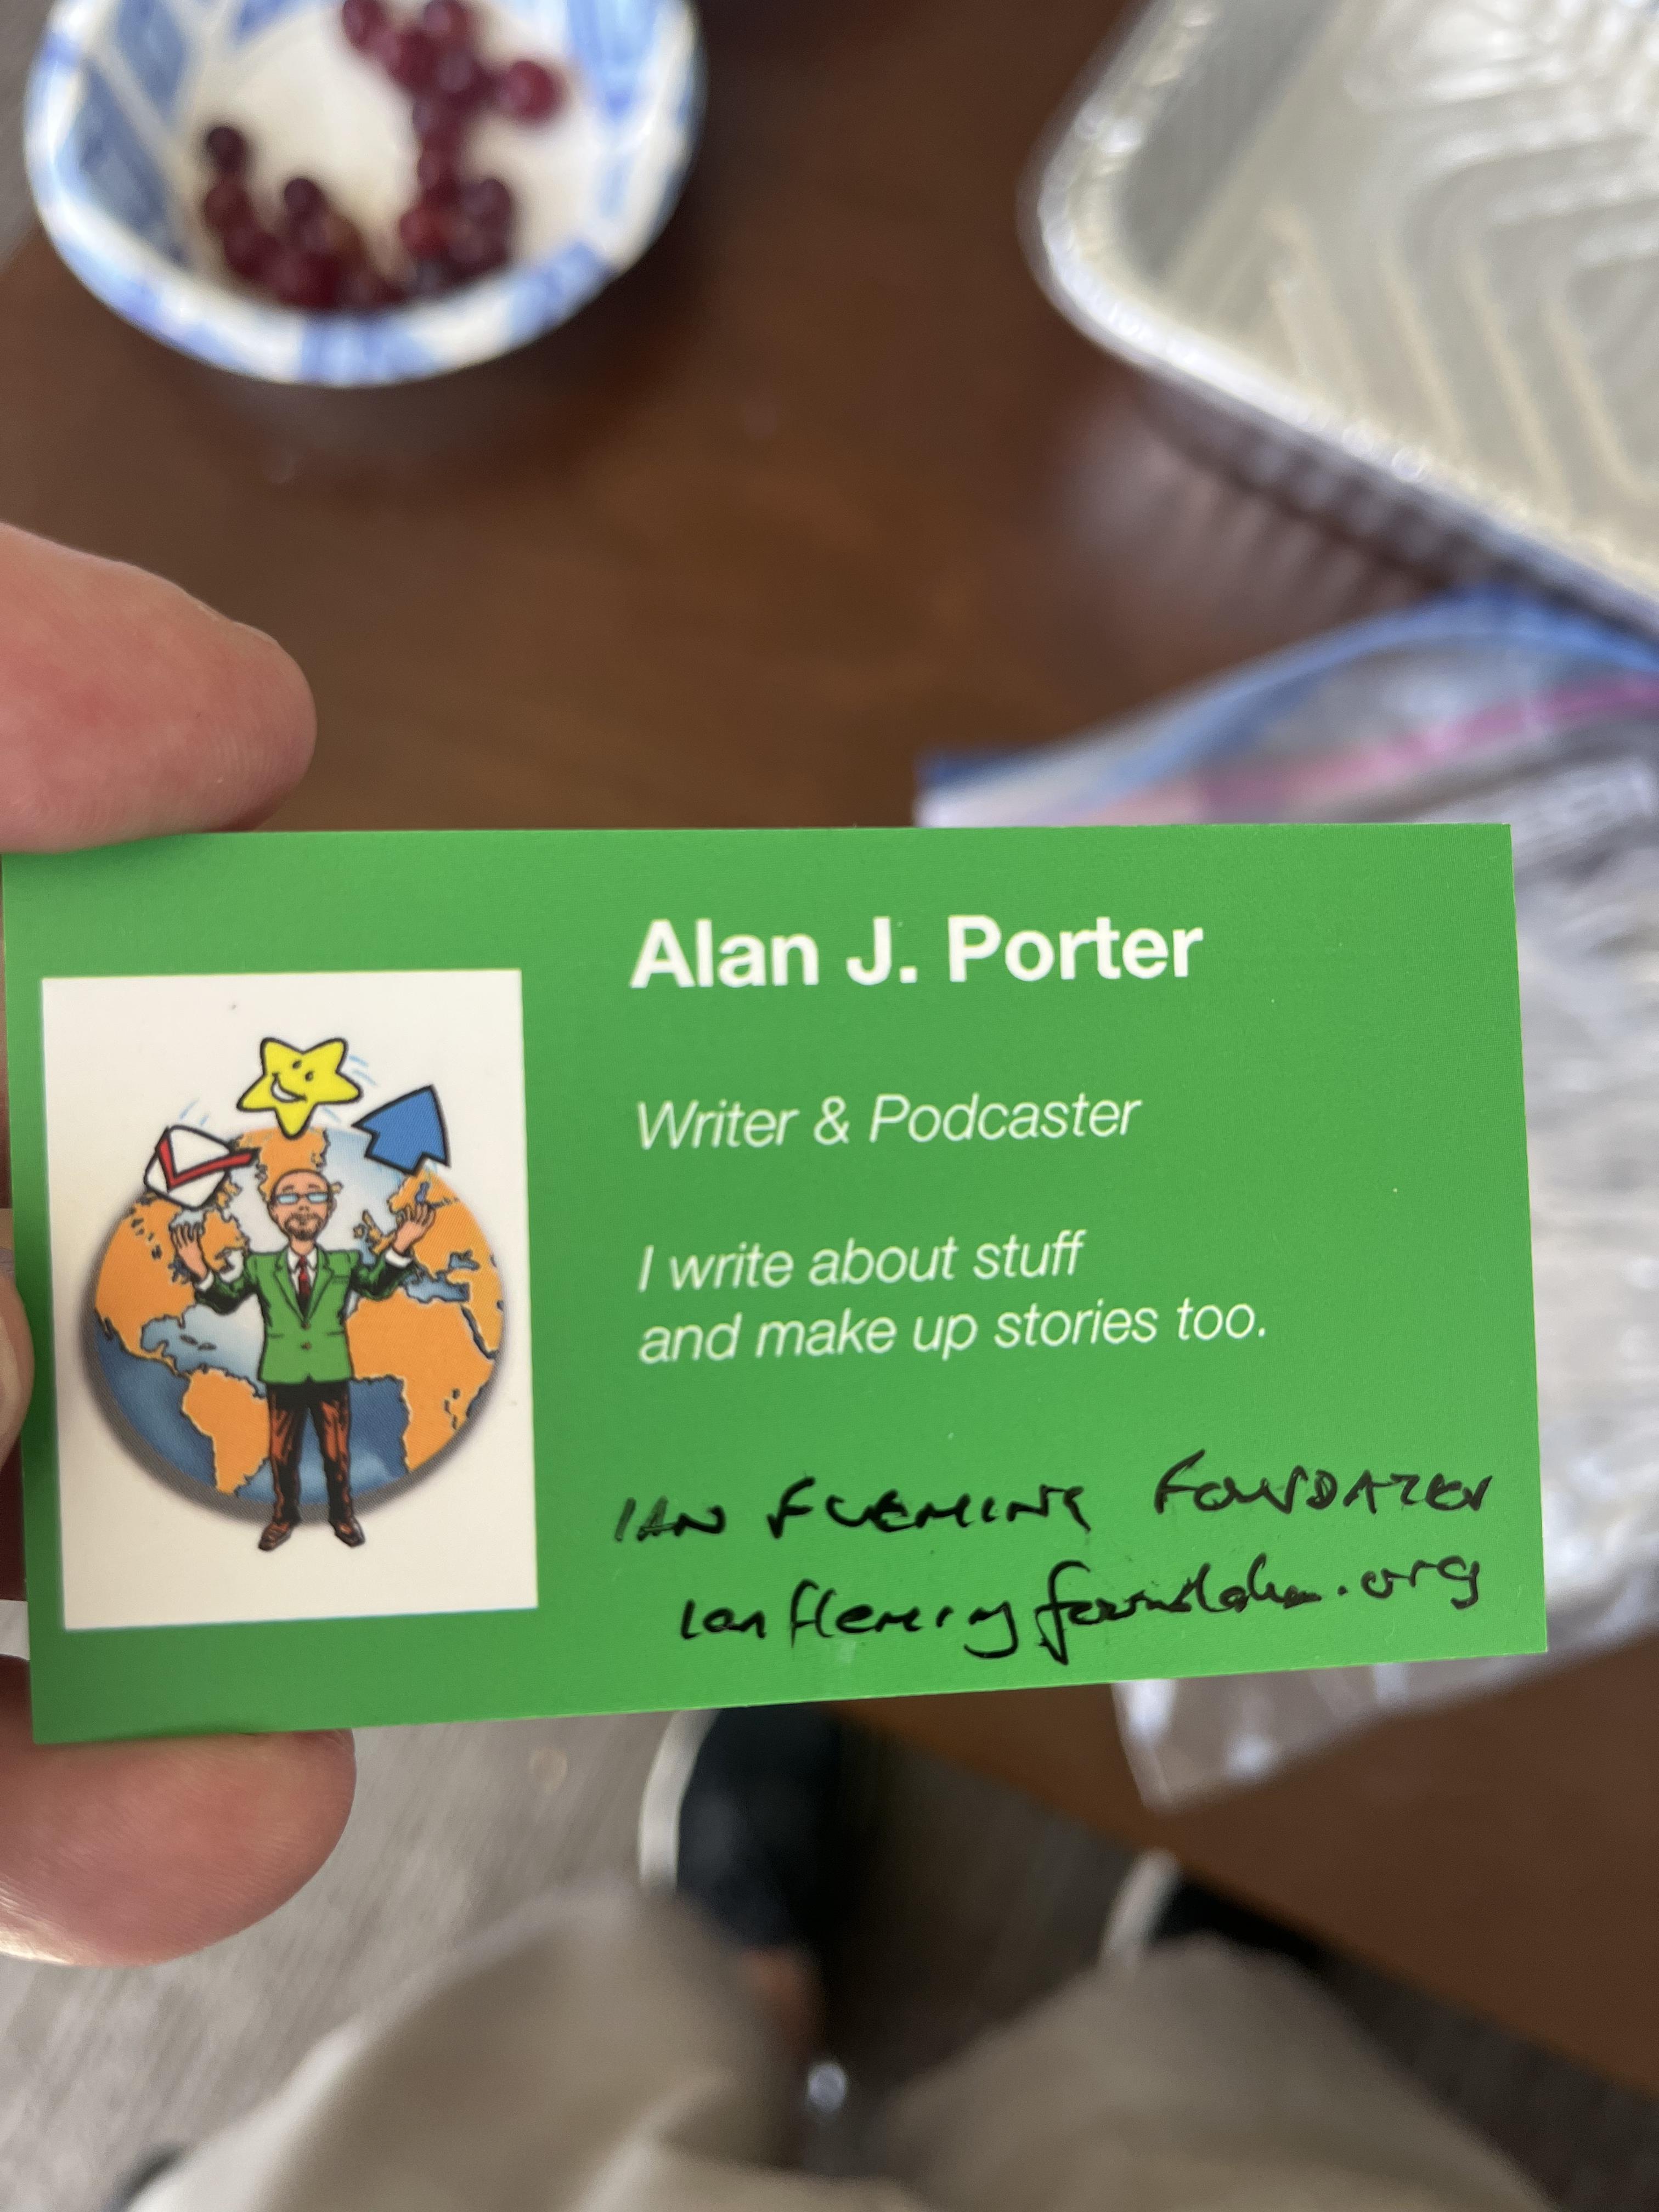 Alan J. Porter
Writer & Podcaster
I write about stuff
and make up stories too.
IAN FLEMING FOUNDATION
ianflemingfoundation.org